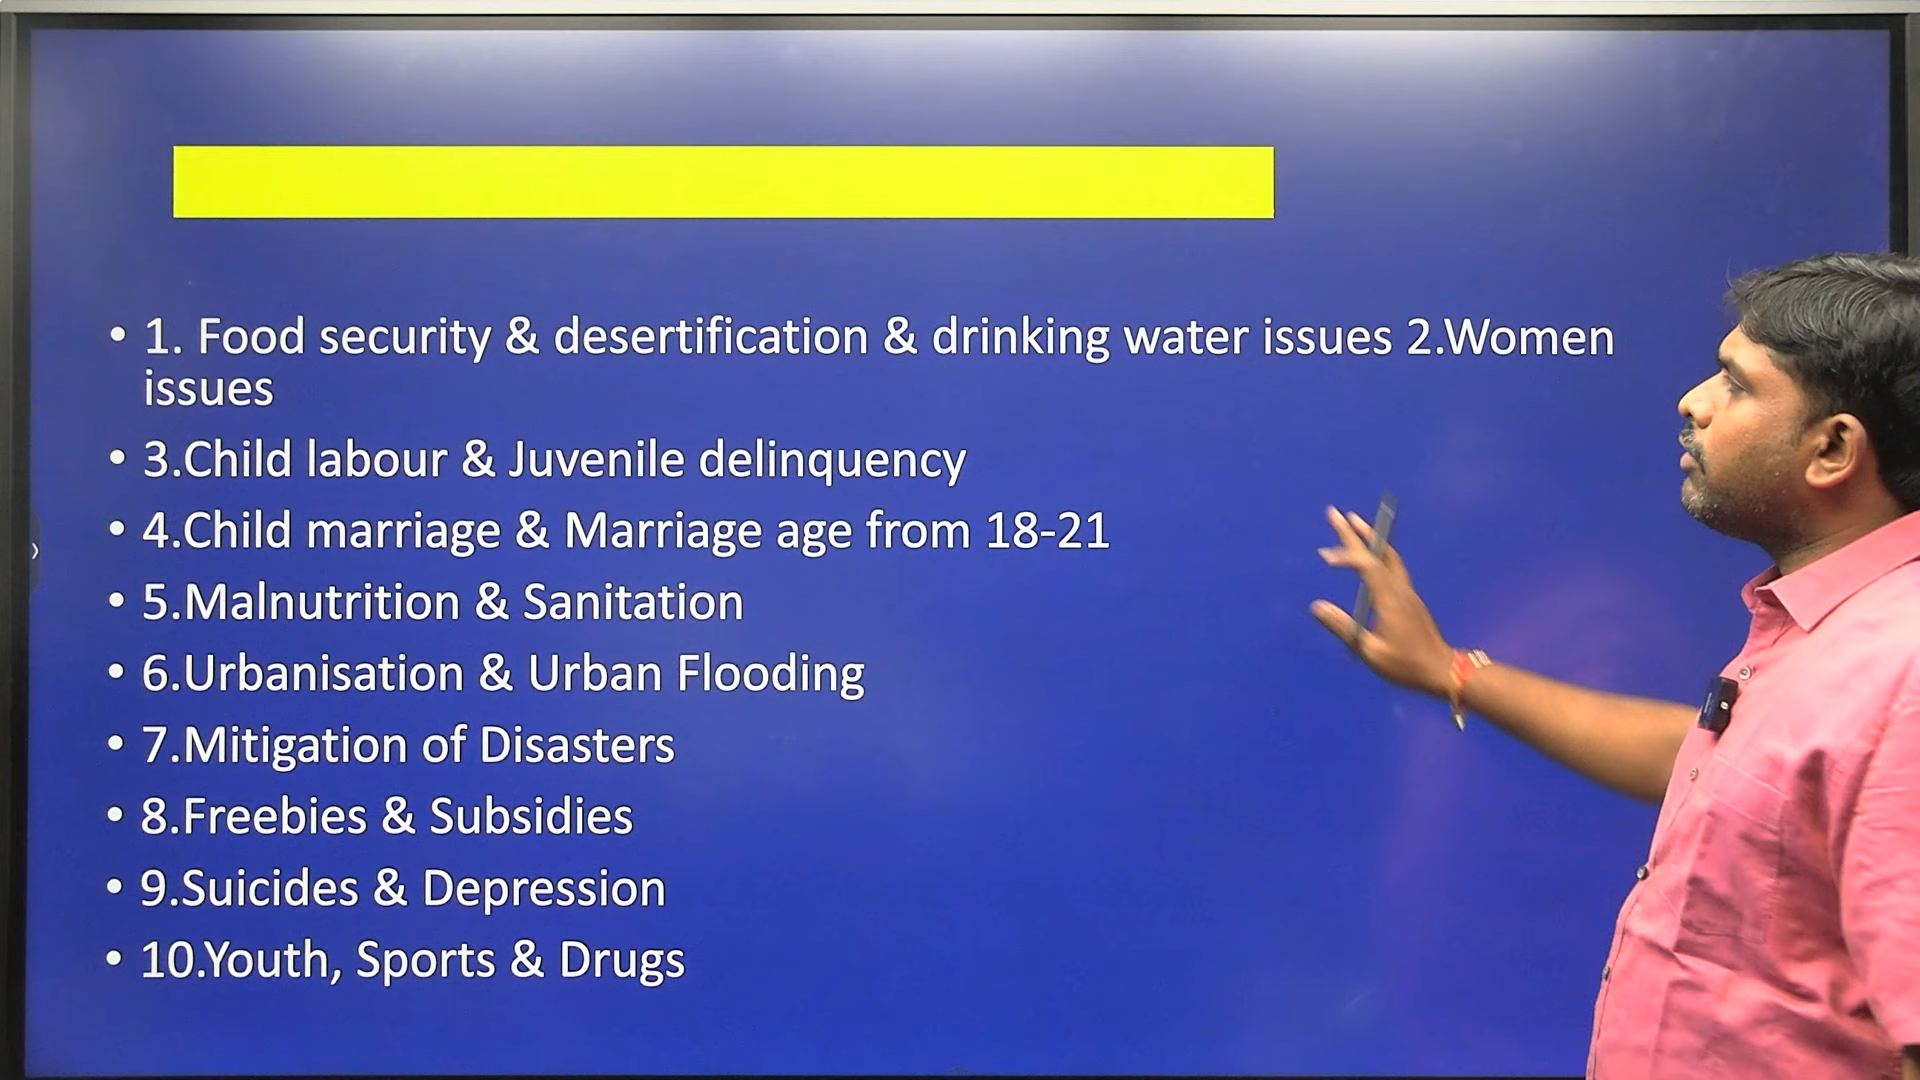 • 1. Food security & desertification & drinking water issues 2.Women
issues
• 3.Child labour & Juvenile delinquency
• 4.Child marriage & Marriage age from 18-21
• 5.Malnutrition & Sanitation
• 6.Urbanisation & Urban Flooding
• 7.Mitigation of Disasters
• 8.Freebies & Subsidies
• 9.Suicides & Depression
• 10.Youth, Sports & Drugs